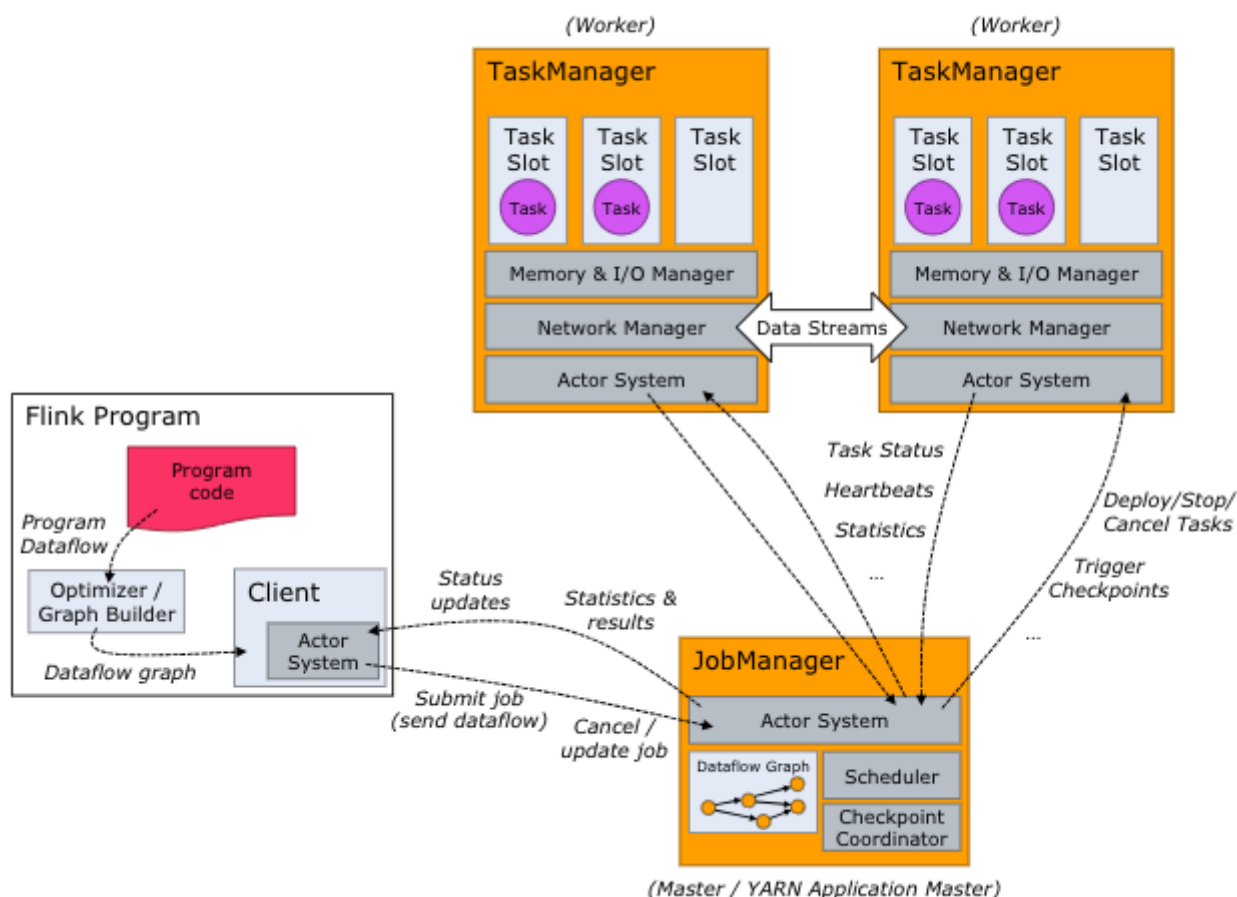 (Worker)
(Worker)
TaskManager
TaskManager
Task
Slot
Task
Task
Slot
Task
Task
Slot
Task
Slot
Task
Task
Slot
Task
Task
Slot
Memory & I/O Manager
Memory & I/O Manager
Network Manager
Data Streams
Network Manager
Actor System
Actor System
Flink Program
Program
code
Program
Dataflow
Optimizer /
Graph Builder
Dataflow graph
Client
Actor
System
Status
updates
Statistics &
results
Submit job
(send dataflow)
Cancel /
update job
Task Status
Heartbeats
Statistics
...
Deploy/Stop/
Cancel Tasks
Trigger
Checkpoints
...
JobManager
Actor System
Dataflow Graph
Scheduler
Checkpoint
Coordinator
(Master / YARN Application Master)